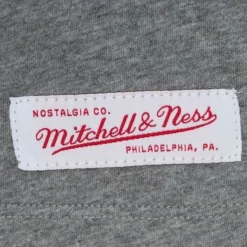 NOSTALGIA CO.
Mitchell & Ness
PHILADELPHIA, PA.